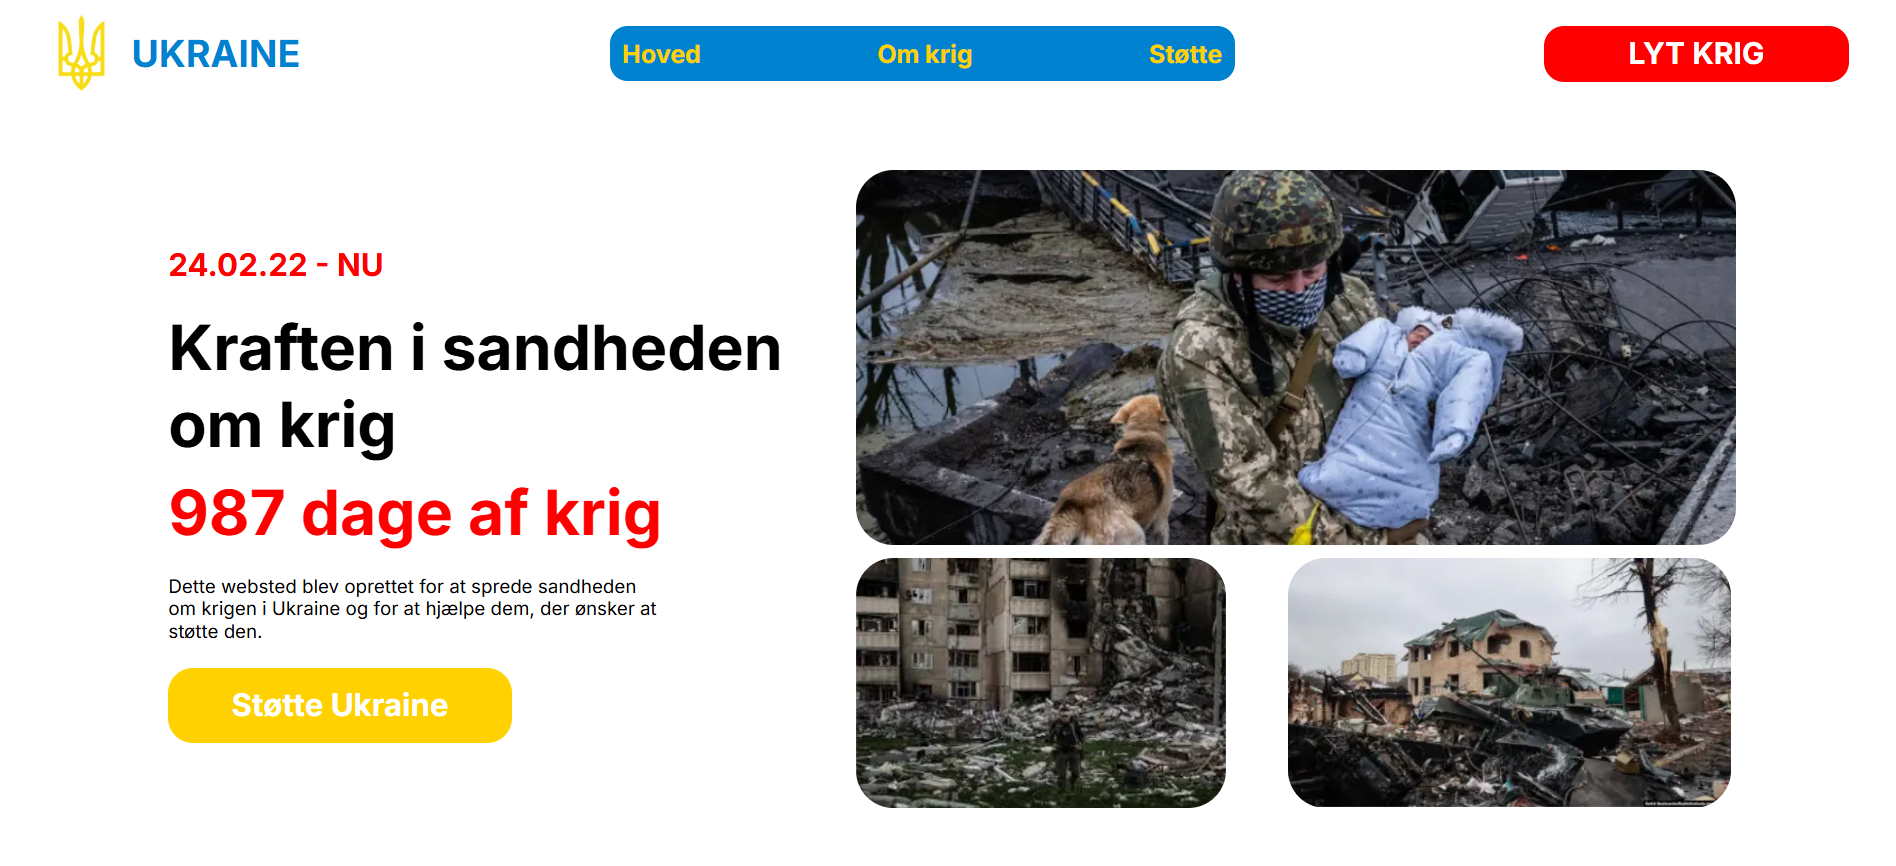 UKRAINE
Hoved
Om krig
Støtte
LYT KRIG
24.02.22 - NU
Kraften i sandheden
om krig
987 dage af krig
Dette websted blev oprettet for at sprede sandheden
om krigen i Ukraine og for at hjælpe dem, der ønsker at
støtte den.
Støtte Ukraine